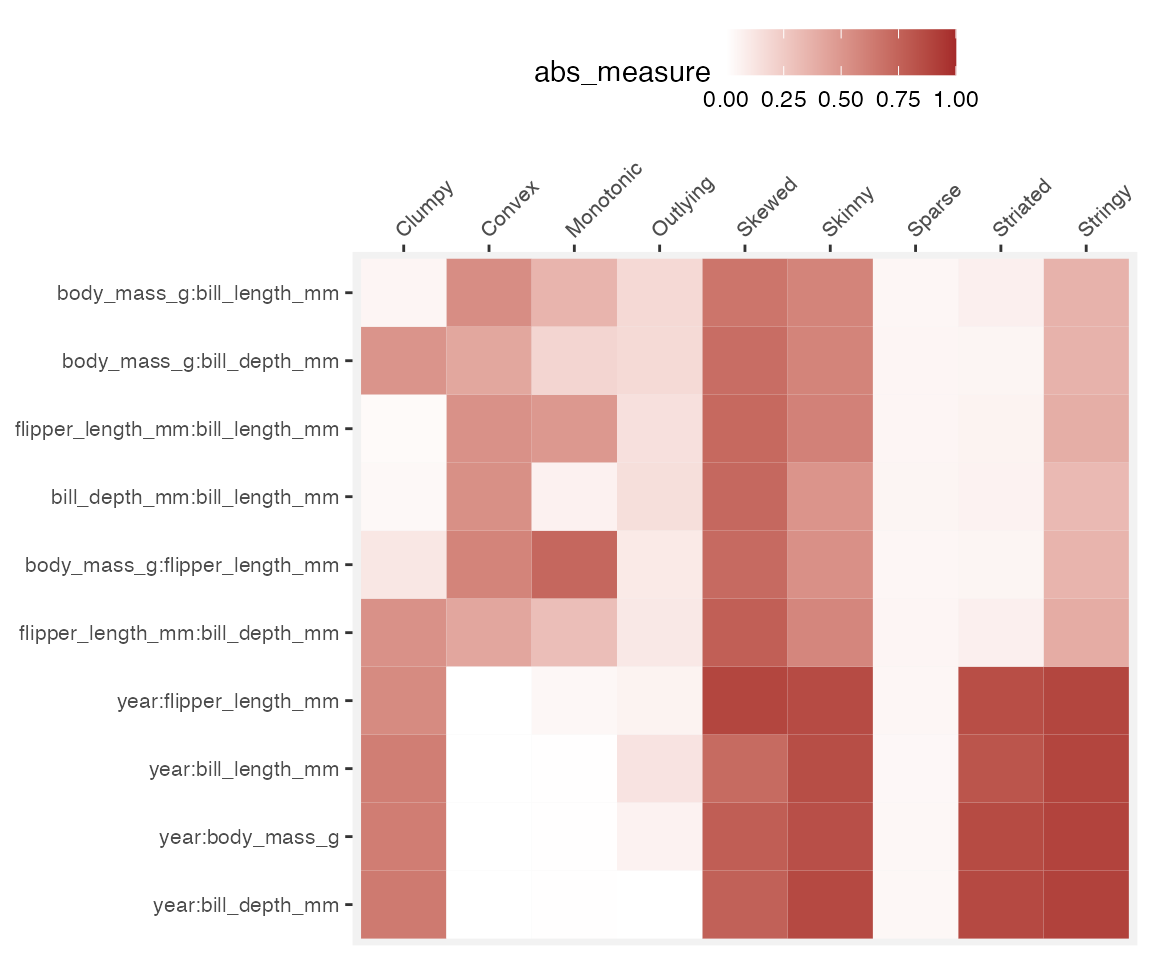 abs_measure
0.00 0.25 0.50 0.75 1.00
Clumpy Convex Monotonic Outlying Skewed Skinny Sparse Striated Stringy
body_mass_g:bill_length_mm
body_mass_g:bill_depth_mm
flipper_length_mm:bill_length_mm
bill_depth_mm:bill_length_mm
body_mass_g:flipper_length_mm
flipper_length_mm:bill_depth_mm
year:flipper_length_mm
year:bill_length_mm
year:body_mass_g
year:bill_depth_mm